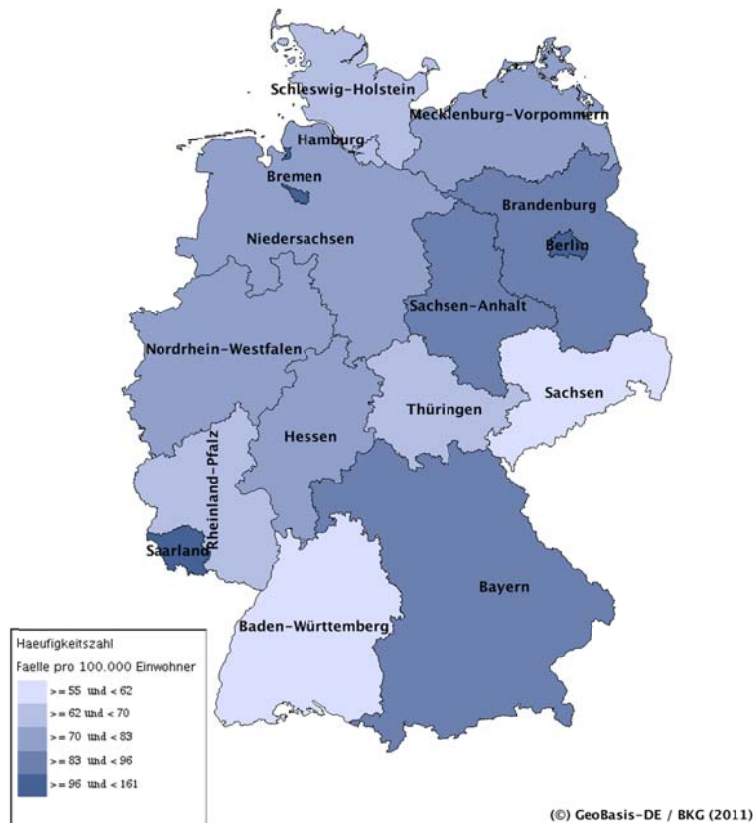 Schleswig-Holstein
Mecklenburg-Vorpommern
Hamburg
Bremen
Brandenburg
Niedersachsen
Berlin
Sachsen-Anhalt
Nordrhein-Westfalen
Sachsen
Thüringen
Hessen
Rheinland-Pfalz
Saarland
Bayern
Baden-Württemberg
Haeufigkeitszahl
Faelle pro 100.000 Einwohner
>= 55 und < 62
>= 62 und < 70
>= 70 und < 83
>= 83 und < 96
>= 96 und < 161
(©) GeoBasis-DE / BKG (2011)